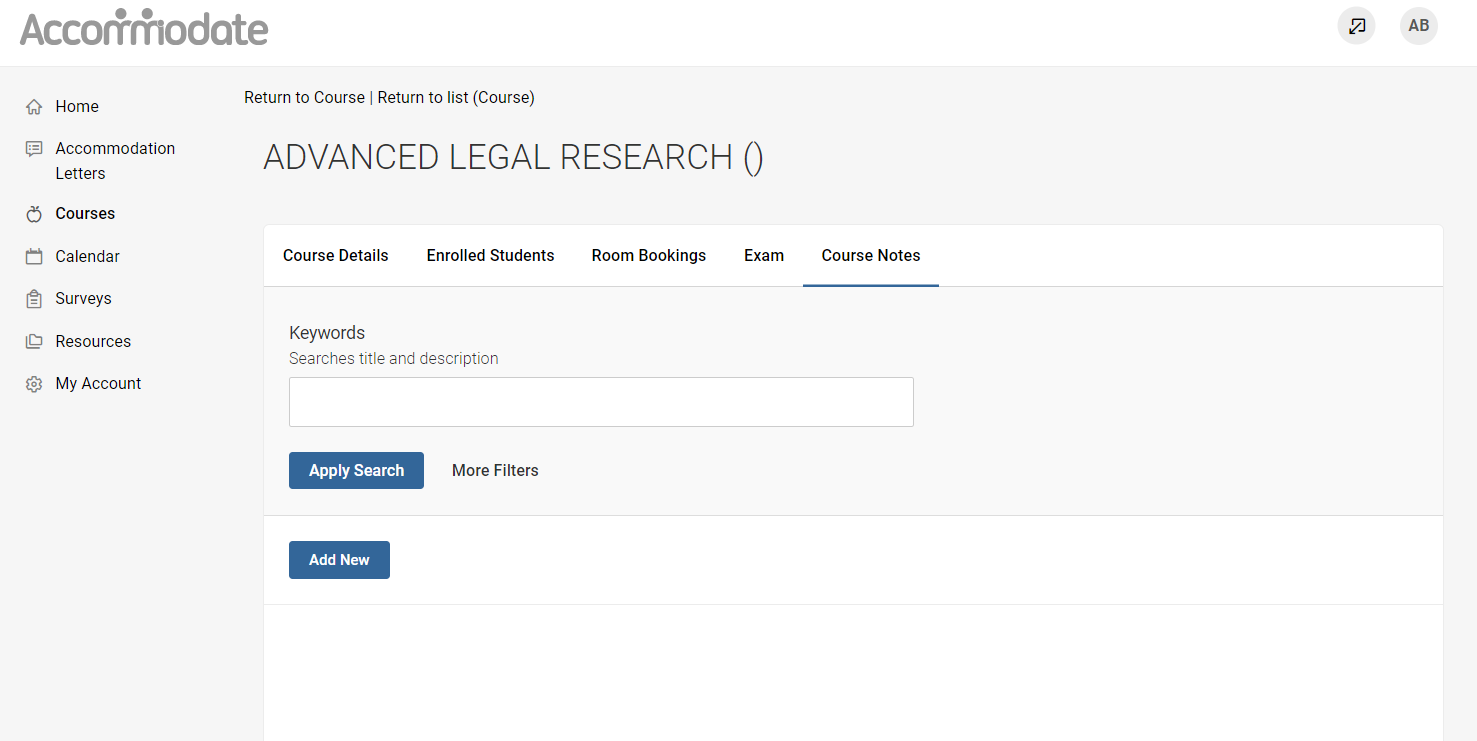 Accommodate
AB
Home
Accommodation
Letters
Courses
Calendar
Surveys
Resources
My Account
Return to Course | Return to list (Course)
ADVANCED LEGAL RESEARCH ()
Course Details Enrolled Students Room Bookings Exam Course Notes
Keywords
Searches title and description
Apply Search More Filters
Add New